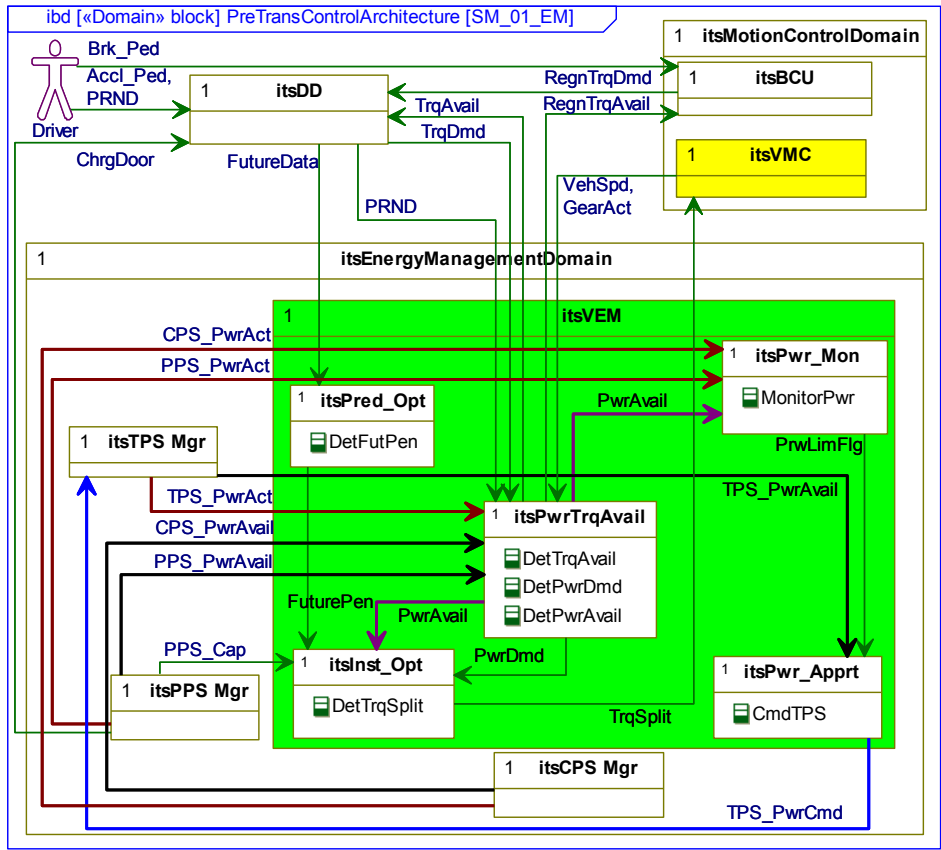 ibd [«Domain» block] PreTransControlArchitecture [SM_01_EM]
Brk_Ped
Accl_Ped,
PRND
Driver
ChrgDoor
1 itsDD
FutureData
PRND
TrqAvail
TrqDmd
RegnTrqDmd
RegnTrqAvail
1 itsMotionControlDomain
1 itsBCU
1 itsVMC
VehSpd,
GearAct
1 itsEnergyManagementDomain
1 itsVEM
CPS_PwrAct
PPS_PwrAct
1 itsPwr_Mon
MonitorPwr
1 itsPred_Opt
DetFutPen
PwrAvail
PrwLimFlg
1 itsTPS Mgr
TPS_PwrAct
TPS_PwrAvail
CPS_PwrAvail
PPS_PwrAvail
1 itsPwrTrqAvail
DetTrqAvail
DetPwrDmd
DetPwrAvail
FuturePen
PwrAvail
PwrDmd
PPS_Cap
1 itsInst_Opt
DetTrqSplit
1 itsPPS Mgr
TrqSplit
1 itsPwr_Apprt
CmdTPS
1 itsCPS Mgr
TPS_PwrCmd